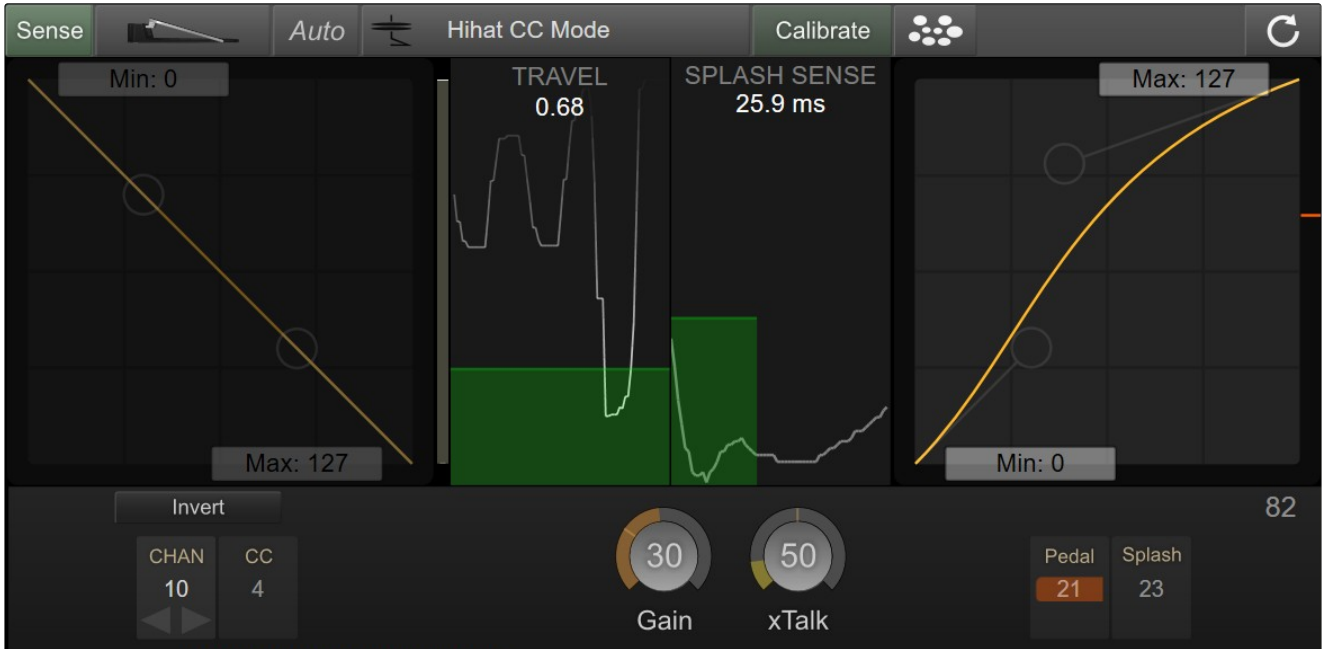 Sense
Auto
Hihat CC Mode
Calibrate
Min: 0
TRAVEL
0.68
SPLASH SENSE
25.9 ms
Max: 127
Max: 127
Min: 0
Invert
82
CHAN
CC
10
4
30
50
Gain
xTalk
Pedal
Splash
21
23